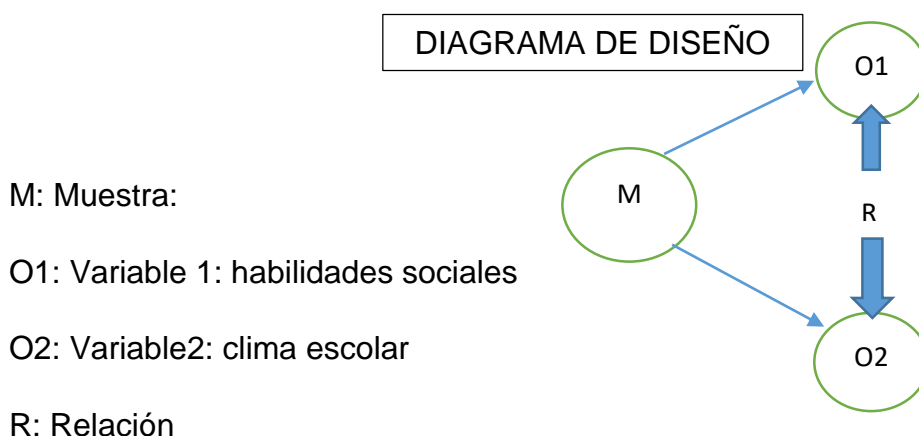 DIAGRAMA DE DISEÑO
O1
M
M: Muestra:
R
O1: Variable 1: habilidades sociales
O2: Variable2: clima escolar
O2
R: Relación